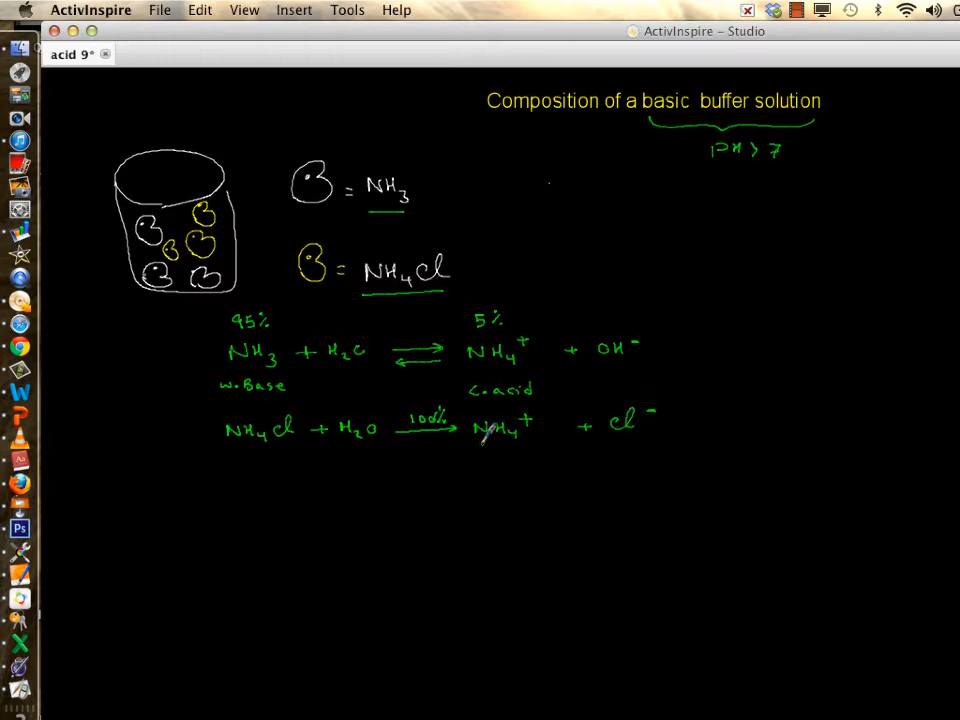 ActivInspire File Edit View Insert Tools Help
ActivInspire – Studio
acid 9*
Composition of a basic buffer solution
pH > 7
= NH3
= NH4Cl
95% 5%
NH3 + H2O ⇌ NH4+ + OH-
w.Base C.acid
100%
NH4Cl + H2O → NH4+ + Cl-